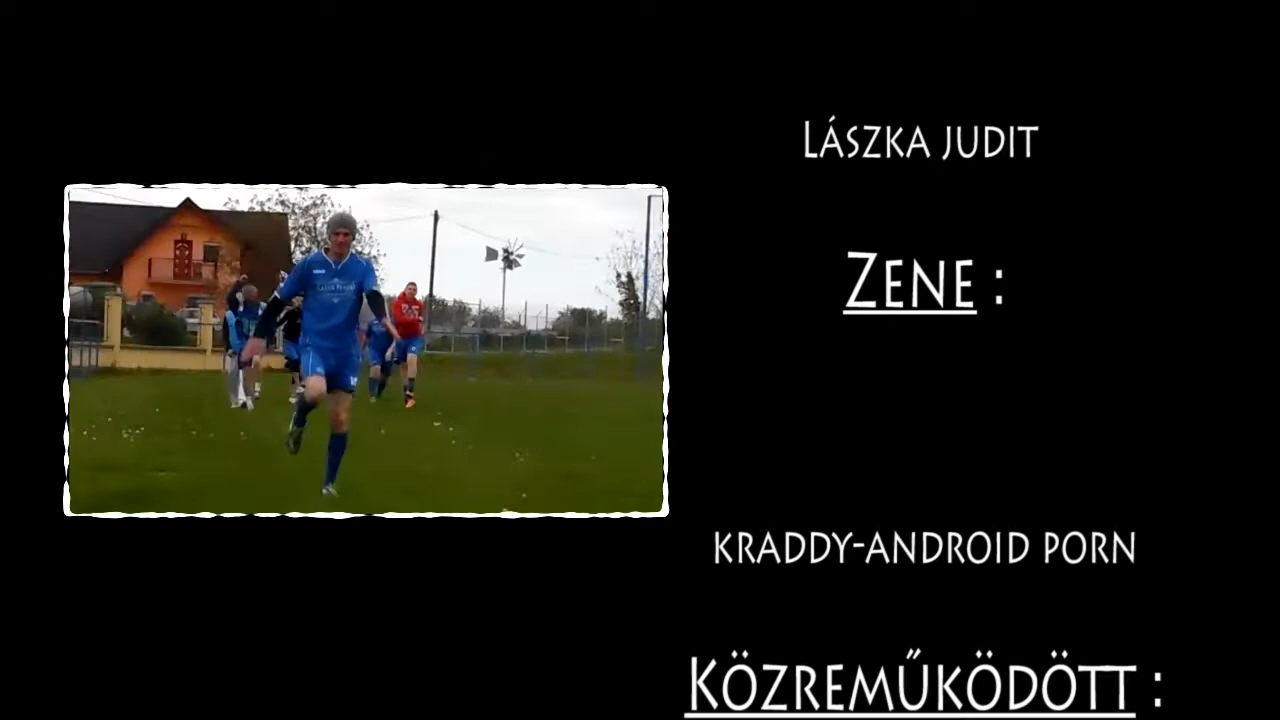 LÁSZKA JUDIT
ZENE :
KRADDY-ANDROID PORN
KÖZREMŰKÖDÖTT :